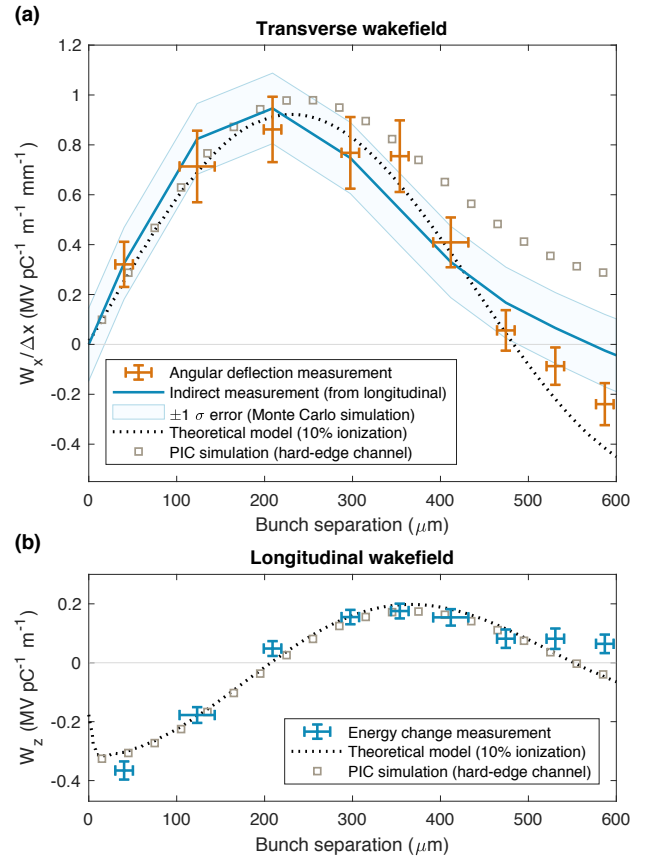 (a)
Transverse wakefield
1.2
1
0.8
0.6
0.4
0.2
0
-0.2
-0.4
W_x/Δx (MV pC⁻¹ m⁻¹ mm⁻¹)
Angular deflection measurement
Indirect measurement (from longitudinal)
±1 σ error (Monte Carlo simulation)
Theoretical model (10% ionization)
PIC simulation (hard-edge channel)
0 100 200 300 400 500 600
Bunch separation (μm)
(b)
Longitudinal wakefield
0.2
0
-0.2
-0.4
W_z (MV pC⁻¹ m⁻¹)
Energy change measurement
Theoretical model (10% ionization)
PIC simulation (hard-edge channel)
0 100 200 300 400 500 600
Bunch separation (μm)